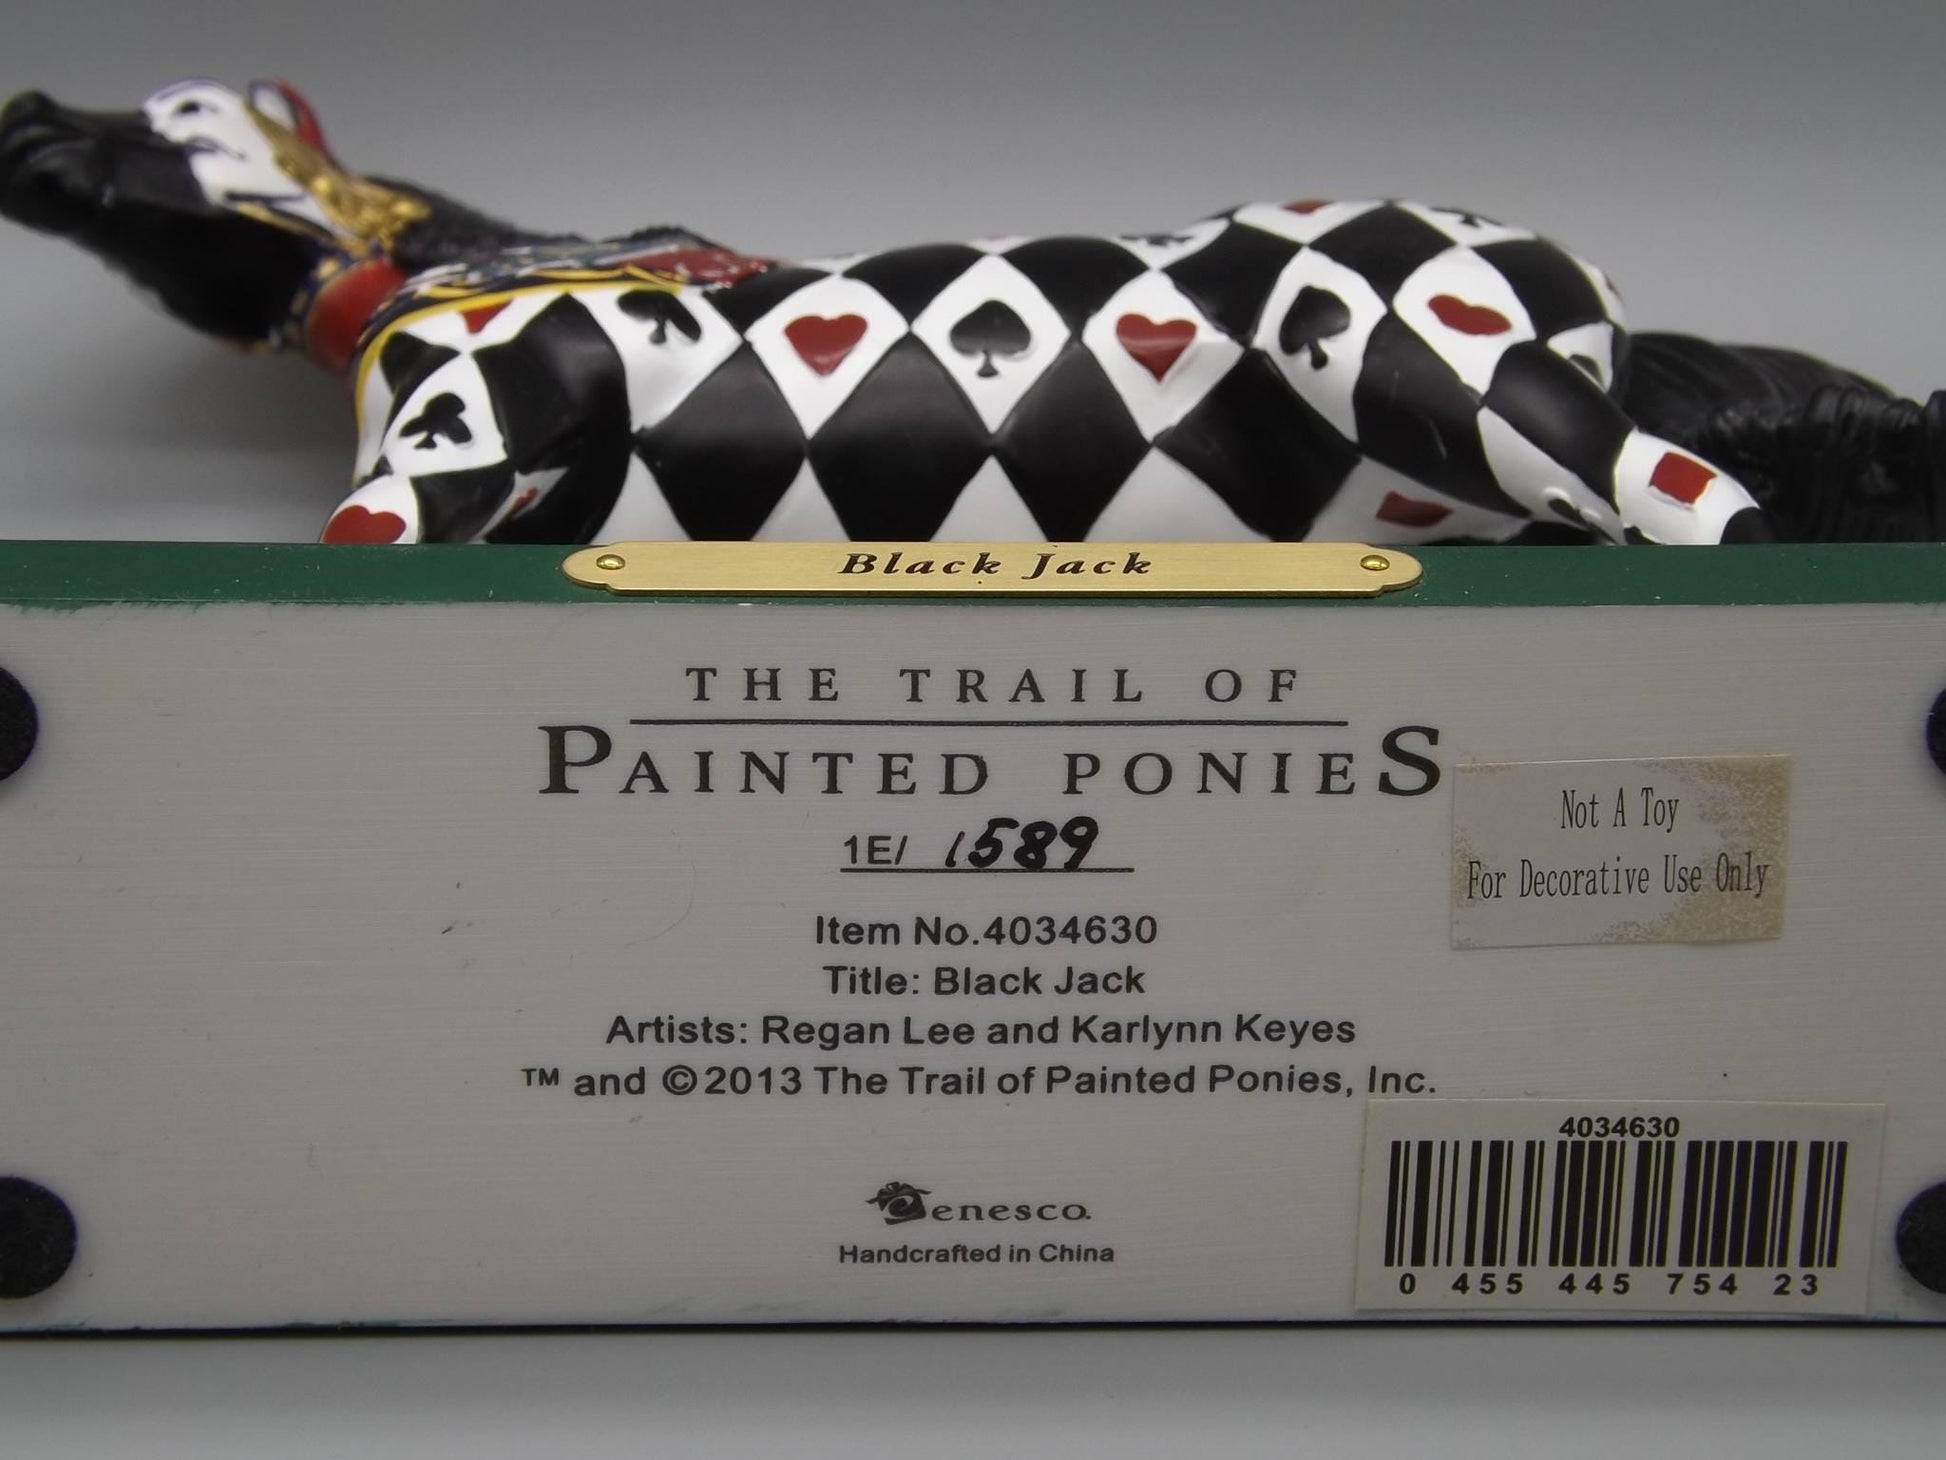 Black Jack
THE TRAIL OF
PAINTED PONIES
1E/ 1589
Not A Toy
For Decorative Use Only
Item No.4034630
Title: Black Jack
Artists: Regan Lee and Karlynn Keyes
™ and ©2013 The Trail of Painted Ponies, Inc.
enesco.
Handcrafted in China
4034630
0 455 445 754 23